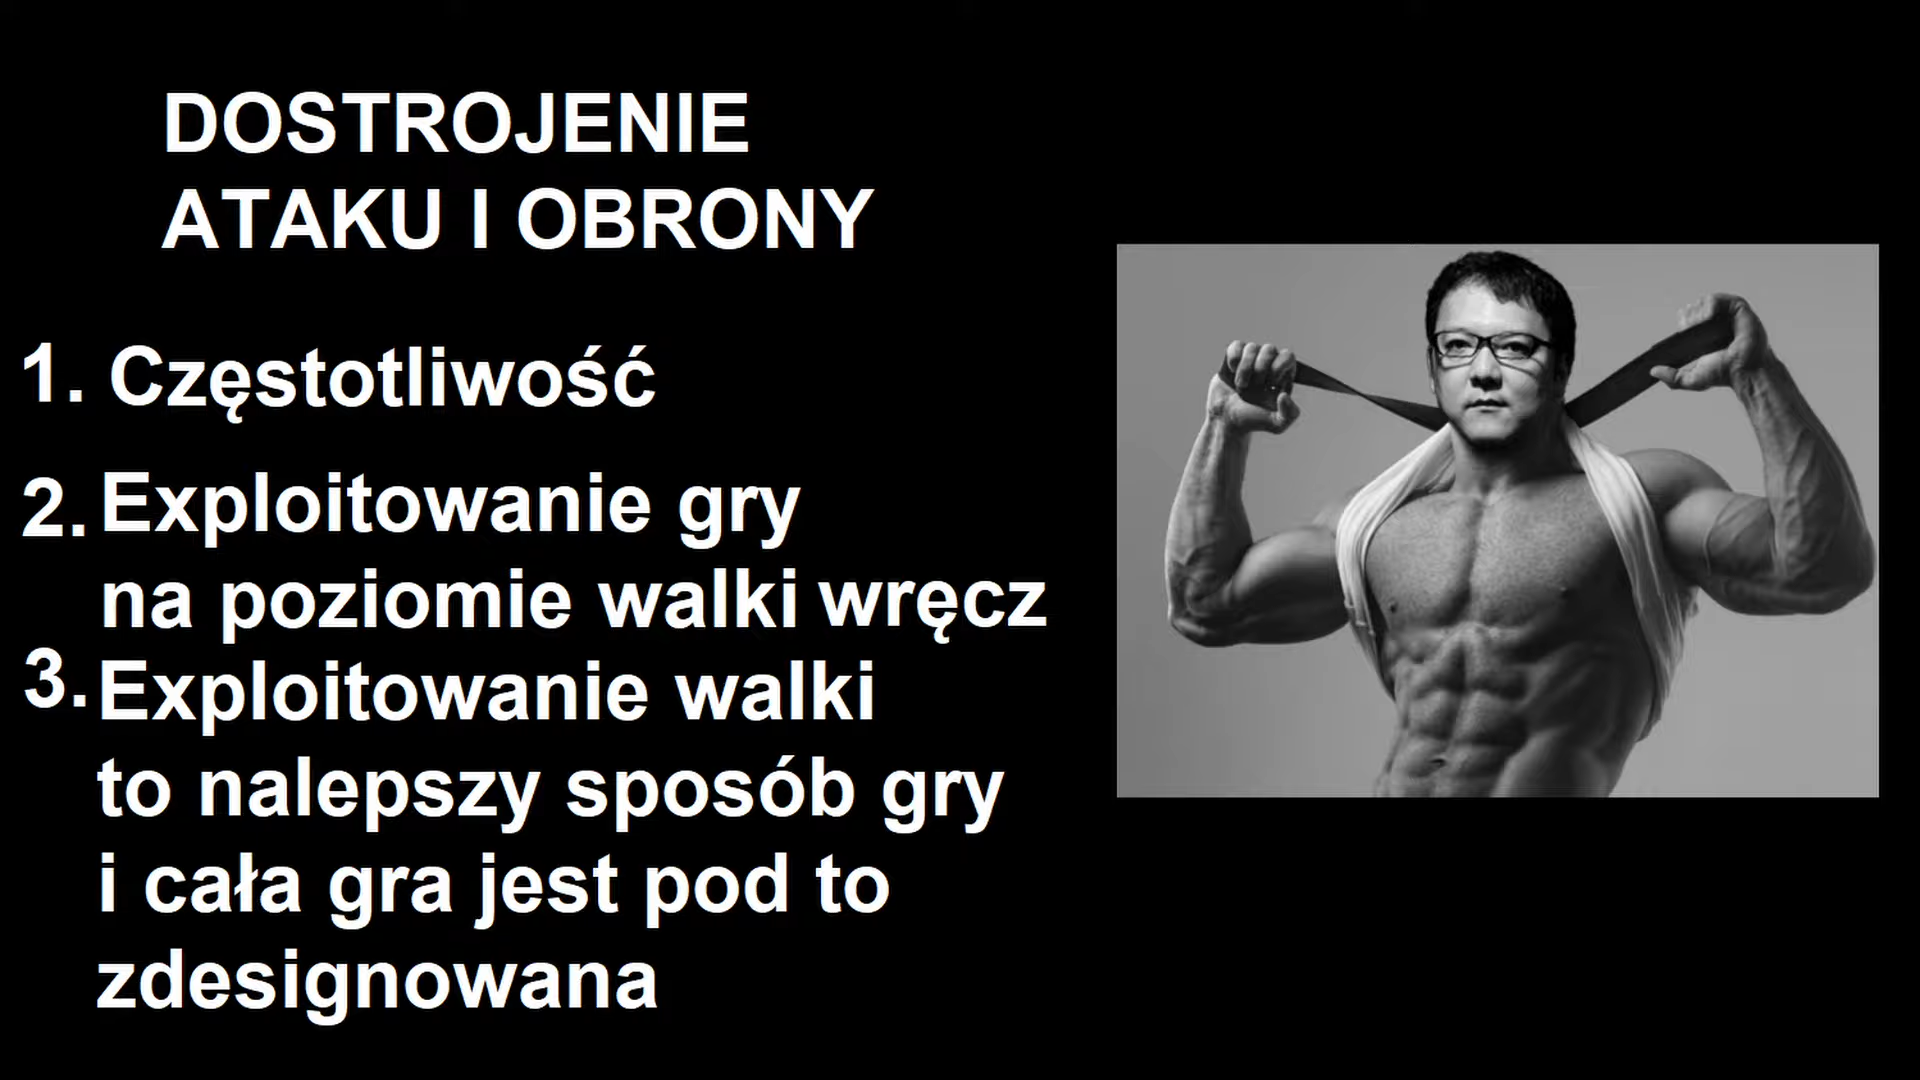 DOSTROJENIE
ATAKU I OBRONY
1. Częstotliwość
2. Exploitowanie gry
na poziomie walki wręcz
3. Exploitowanie walki
to nalepszy sposób gry
i cała gra jest pod to
zdesignowana